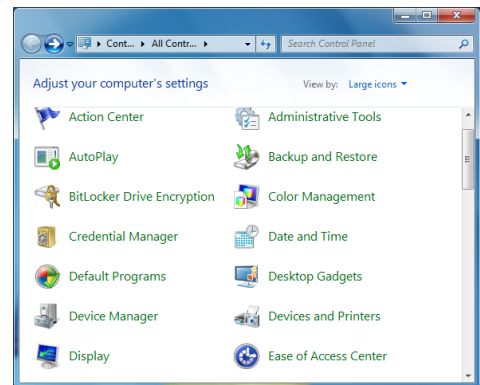 Cont... All Contr... Search Control Panel
Adjust your computer's settings View by: Large icons
Action Center Administrative Tools
AutoPlay Backup and Restore
BitLocker Drive Encryption Color Management
Credential Manager Date and Time
Default Programs Desktop Gadgets
Device Manager Devices and Printers
Display Ease of Access Center